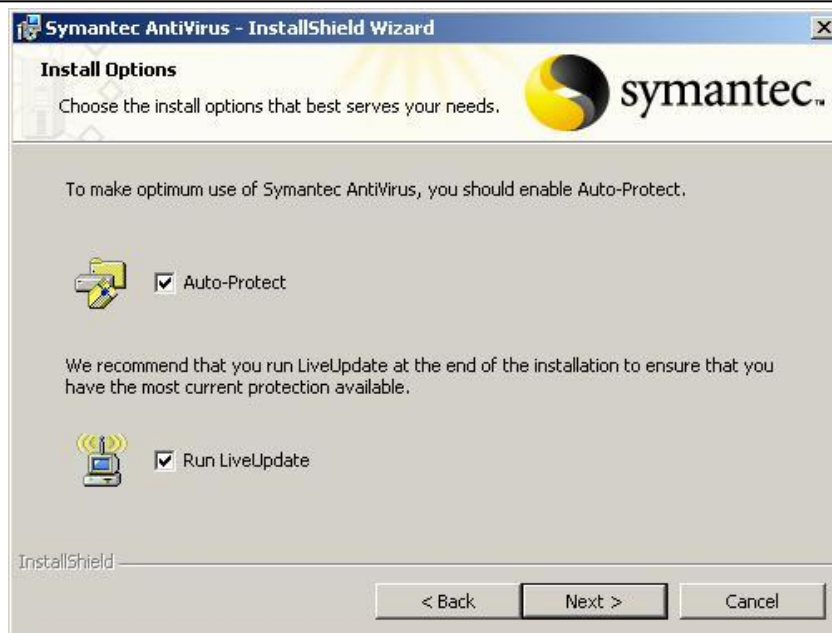 Symantec AntiVirus - InstallShield Wizard
Install Options
Choose the install options that best serves your needs.
symantec.™
To make optimum use of Symantec AntiVirus, you should enable Auto-Protect.
Auto-Protect
We recommend that you run LiveUpdate at the end of the installation to ensure that you
have the most current protection available.
Run LiveUpdate
InstallShield
< Back
Next >
Cancel